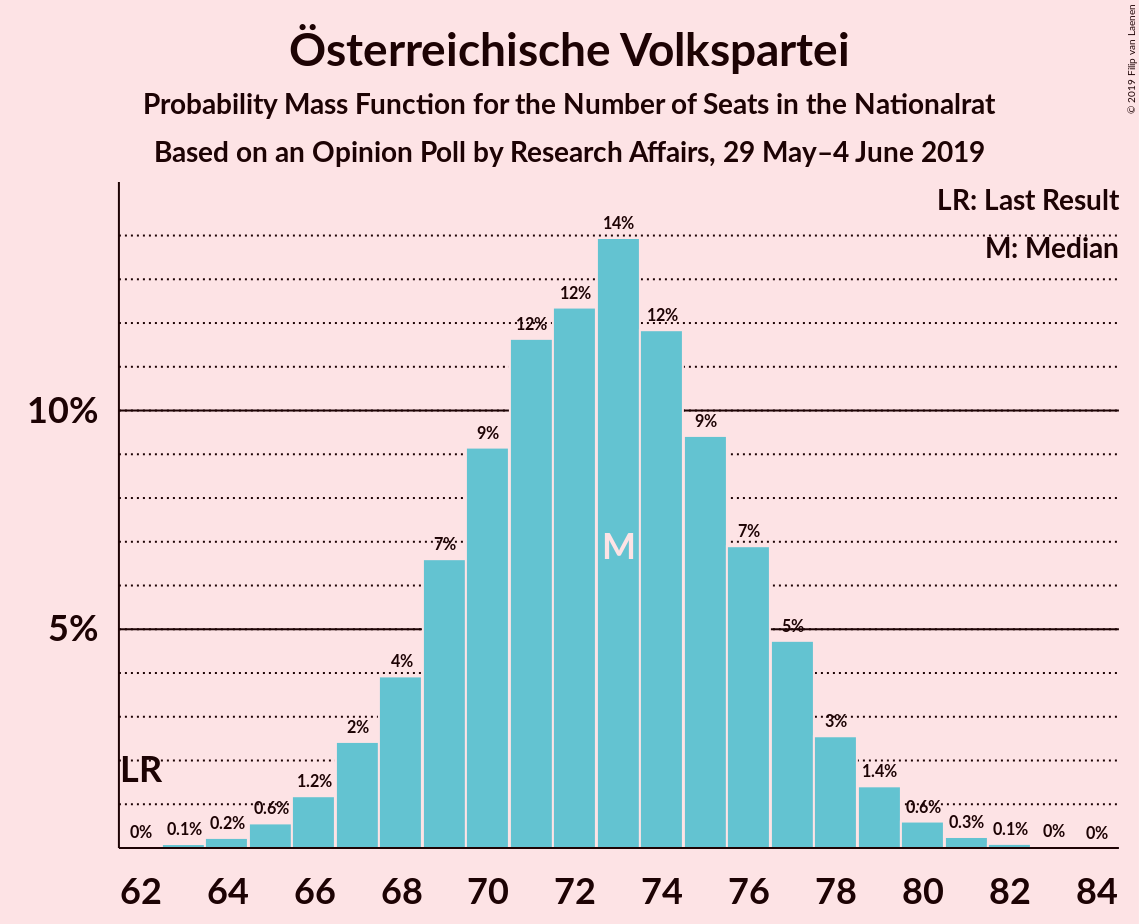 Österreichische Volkspartei
Probability Mass Function for the Number of Seats in the Nationalrat
Based on an Opinion Poll by Research Affairs, 29 May–4 June 2019
© 2019 Filip van Laenen
LR: Last Result
M: Median
14%
12%
12%
12%
10%
9%
9%
7%
7%
M
5%
5%
4%
3%
2%
LR
1.2%
1.4%
0%
0.1%
0.2%
0.6%
0.6%
0.3%
0.1%
0%
0%
62 64 66 68 70 72 74 76 78 80 82 84